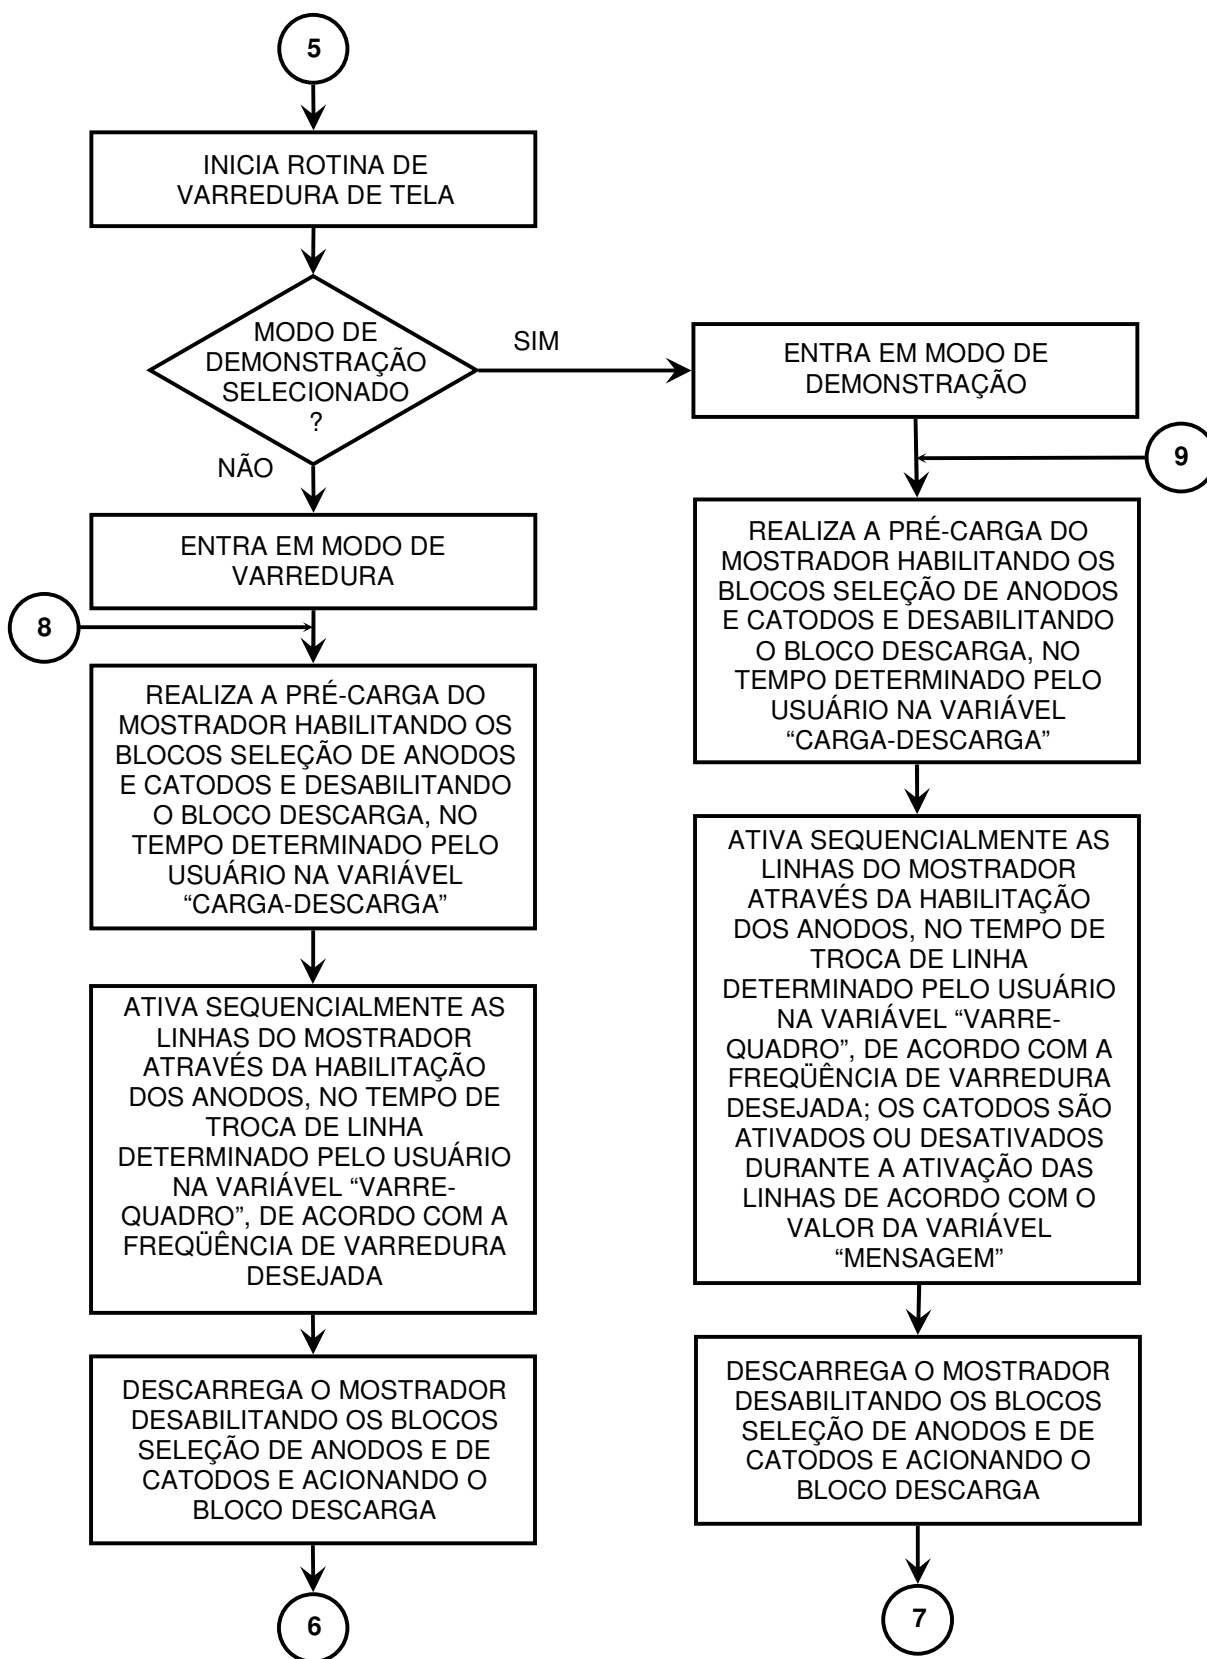 5
INICIA ROTINA DE
VARREDURA DE TELA
MODO DE
DEMONSTRAÇÃO
SELECIONADO
?
SIM
NÃO
ENTRA EM MODO DE
DEMONSTRAÇÃO
9
ENTRA EM MODO DE
VARREDURA
8
REALIZA A PRÉ-CARGA DO
MOSTRADOR HABILITANDO OS
BLOCOS SELEÇÃO DE ANODOS
E CATODOS E DESABILITANDO
O BLOCO DESCARGA, NO
TEMPO DETERMINADO PELO
USUÁRIO NA VARIÁVEL
“CARGA-DESCARGA”
ATIVA SEQUENCIALMENTE AS
LINHAS DO MOSTRADOR
ATRAVÉS DA HABILITAÇÃO
DOS ANODOS, NO TEMPO DE
TROCA DE LINHA
DETERMINADO PELO USUÁRIO
NA VARIÁVEL “VARRE-
QUADRO”, DE ACORDO COM A
FREQÜÊNCIA DE VARREDURA
DESEJADA
DESCARREGA O MOSTRADOR
DESABILITANDO OS BLOCOS
SELEÇÃO DE ANODOS E DE
CATODOS E ACIONANDO O
BLOCO DESCARGA
6
REALIZA A PRÉ-CARGA DO
MOSTRADOR HABILITANDO OS
BLOCOS SELEÇÃO DE ANODOS
E CATODOS E DESABILITANDO
O BLOCO DESCARGA, NO
TEMPO DETERMINADO PELO
USUÁRIO NA VARIÁVEL
“CARGA-DESCARGA”
ATIVA SEQUENCIALMENTE AS
LINHAS DO MOSTRADOR
ATRAVÉS DA HABILITAÇÃO
DOS ANODOS, NO TEMPO DE
TROCA DE LINHA
DETERMINADO PELO USUÁRIO
NA VARIÁVEL “VARRE-
QUADRO”, DE ACORDO COM A
FREQÜÊNCIA DE VARREDURA
DESEJADA; OS CATODOS SÃO
ATIVADOS OU DESATIVADOS
DURANTE A ATIVAÇÃO DAS
LINHAS DE ACORDO COM O
VALOR DA VARIÁVEL
“MENSAGEM”
DESCARREGA O MOSTRADOR
DESABILITANDO OS BLOCOS
SELEÇÃO DE ANODOS E DE
CATODOS E ACIONANDO O
BLOCO DESCARGA
7